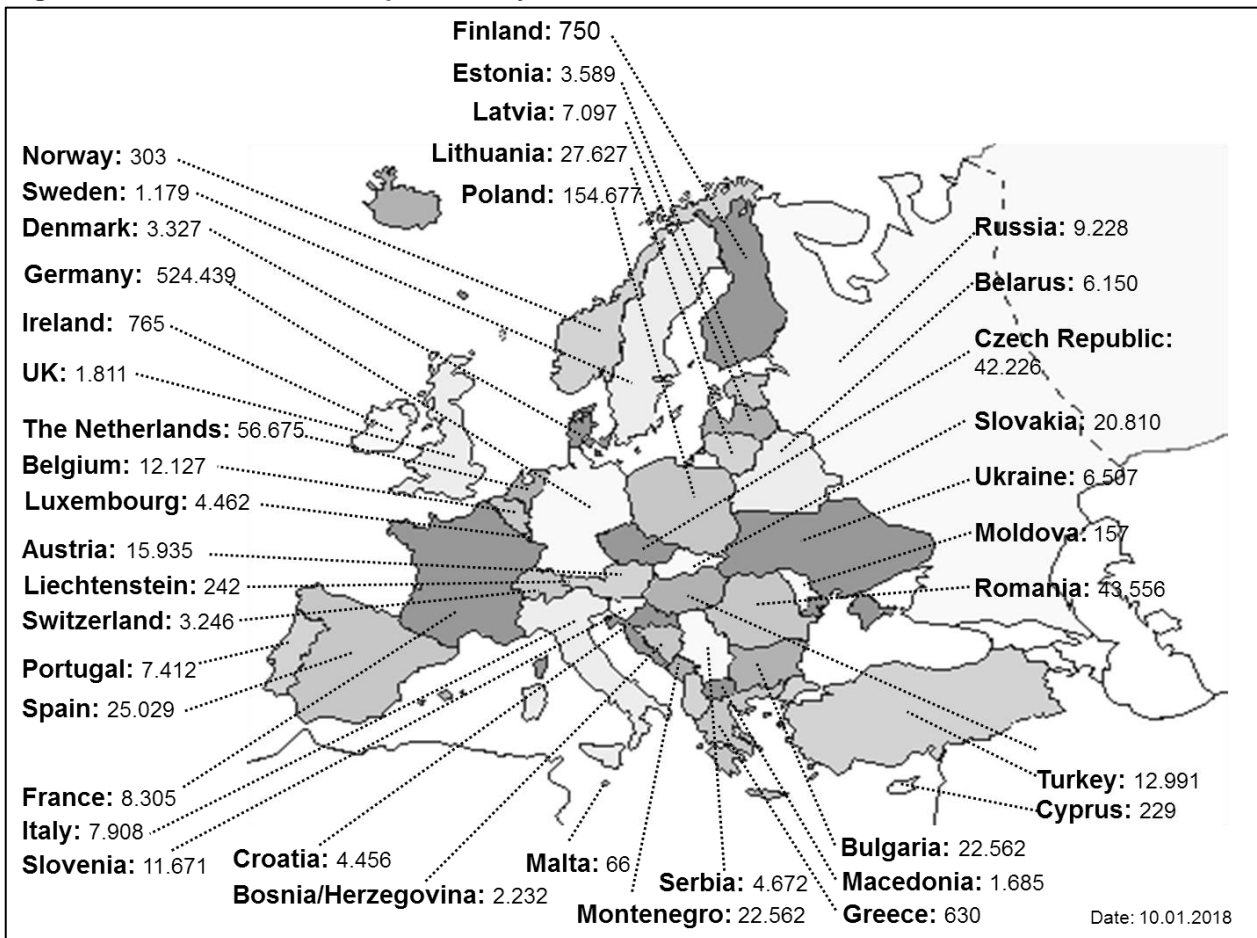 Finland: 750
Estonia: 3.589
Latvia: 7.097
Lithuania: 27.627
Poland: 154.677
Norway: 303
Sweden: 1.179
Denmark: 3.327
Germany: 524.439
Ireland: 765
UK: 1.811
The Netherlands: 56.675
Belgium: 12.127
Luxembourg: 4.462
Austria: 15.935
Liechtenstein: 242
Switzerland: 3.246
Portugal: 7.412
Spain: 25.029
France: 8.305
Italy: 7.908
Slovenia: 11.671
Russia: 9.228
Belarus: 6.150
Czech Republic:
42.226
Slovakia: 20.810
Ukraine: 6.507
Moldova: 157
Romania: 43.556
Turkey: 12.991
Cyprus: 229
Croatia: 4.456
Bosnia/Herzegovina: 2.232
Malta: 66
Serbia: 4.672
Montenegro: 22.562
Bulgaria: 22.562
Macedonia: 1.685
Greece: 630
Date: 10.01.2018